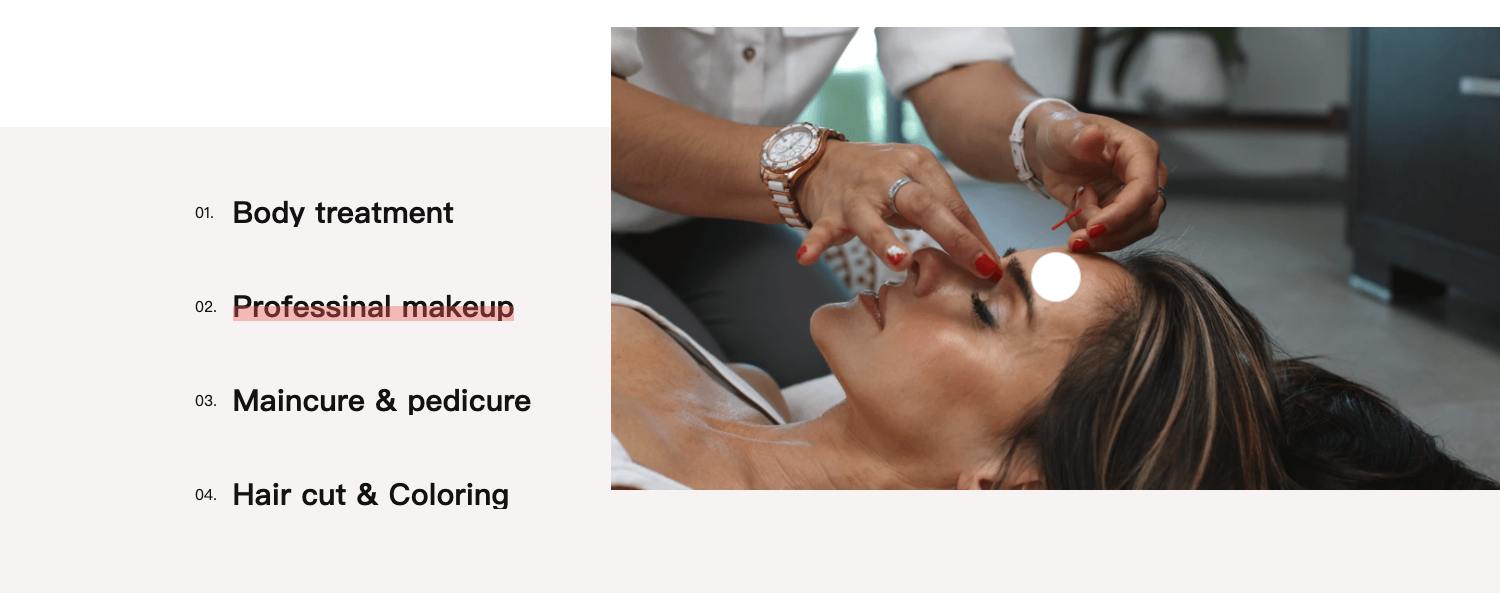 01. Body treatment
02. Professinal makeup
03. Maincure & pedicure
04. Hair cut & Coloring